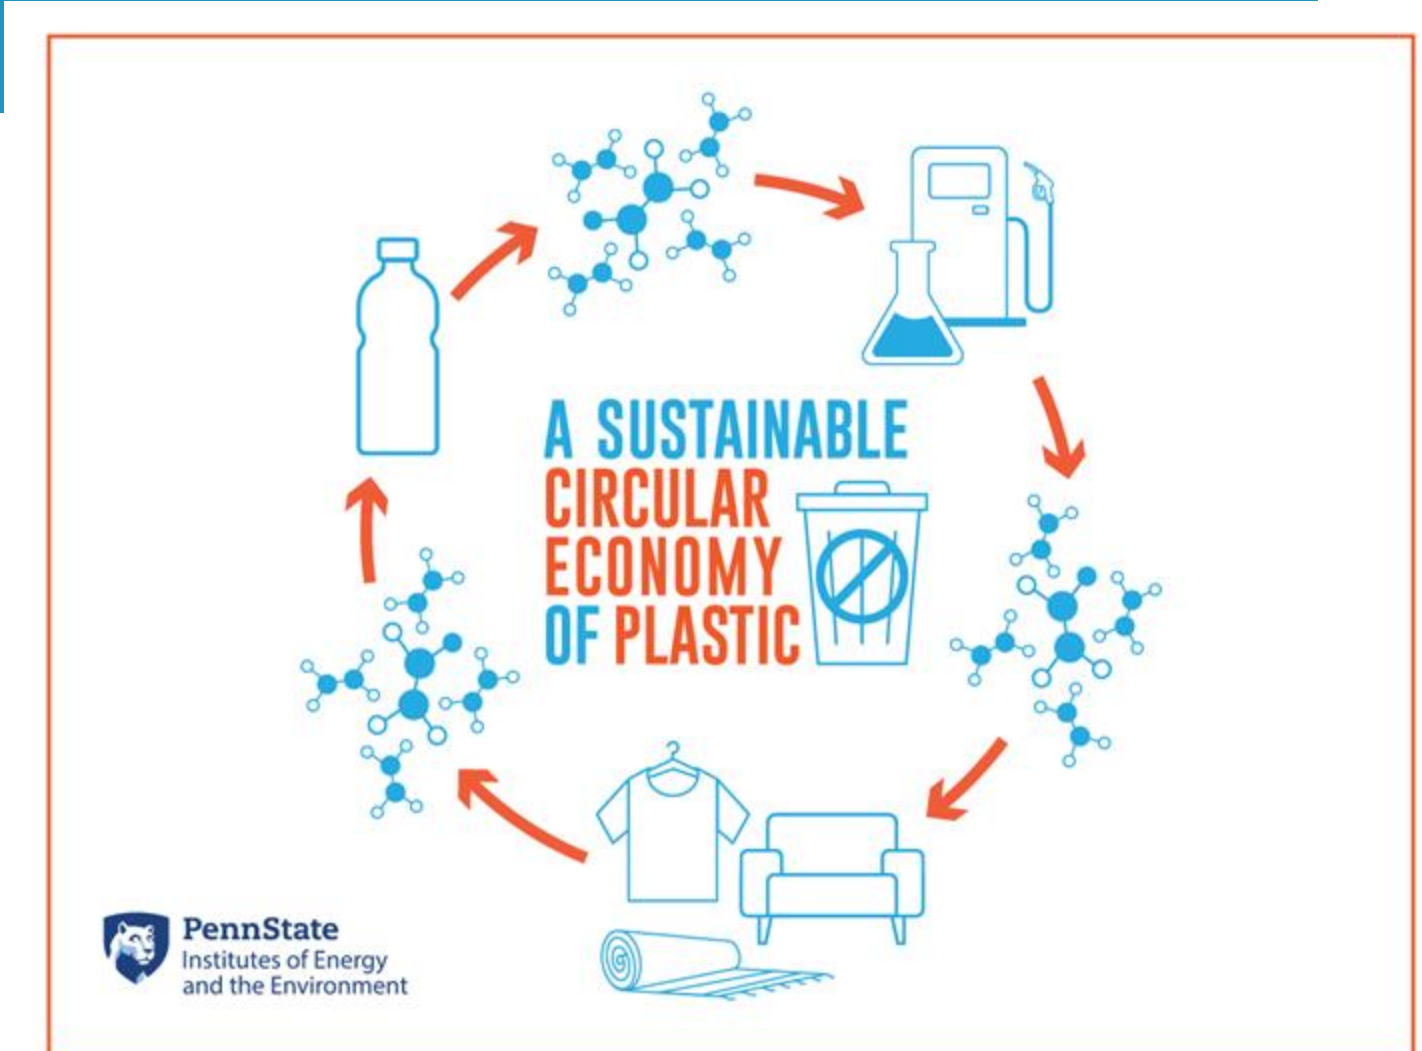 A SUSTAINABLE
CIRCULAR
ECONOMY
OF PLASTIC
PennState
Institutes of Energy
and the Environment